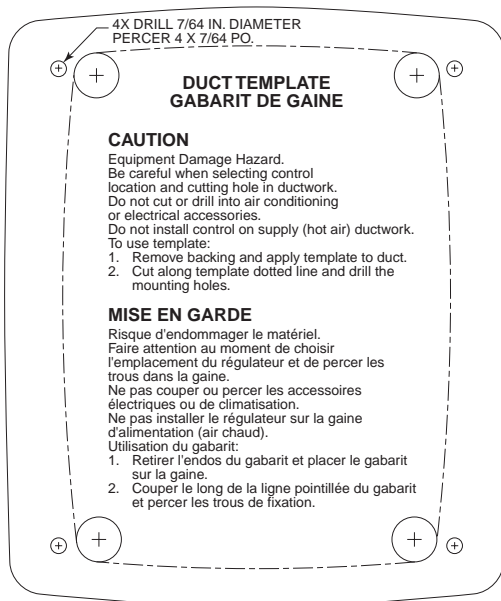 4X DRILL 7/64 IN. DIAMETER
PERCER 4 X 7/64 PO.
DUCT TEMPLATE
GABARIT DE GAINE
CAUTION
Equipment Damage Hazard.
Be careful when selecting control
location and cutting hole in ductwork.
Do not cut or drill into air conditioning
or electrical accessories.
Do not install control on supply (hot air) ductwork.
To use template:
1. Remove backing and apply template to duct.
2. Cut along template dotted line and drill the
mounting holes.
MISE EN GARDE
Risque d'endommager le matériel.
Faire attention au moment de choisir
l'emplacement du régulateur et de percer les
trous dans la gaine.
Ne pas couper ou percer les accessoires
électriques ou de climatisation.
Ne pas installer le régulateur sur la gaine
d'alimentation (air chaud).
Utilisation du gabarit:
1. Retirer l'endos du gabarit et placer le gabarit
sur la gaine.
2. Couper le long de la ligne pointillée du gabarit
et percer les trous de fixation.